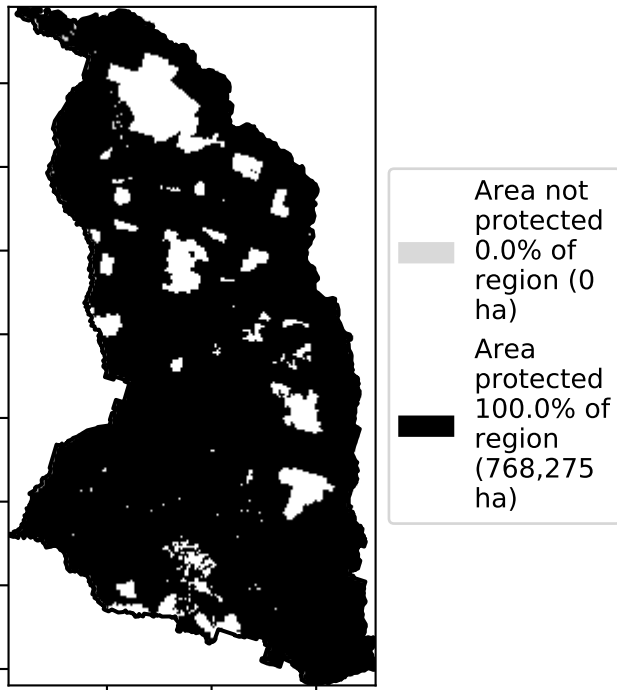 Area not
protected
0.0% of
region (0
ha)
Area
protected
100.0% of
region
(768,275
ha)